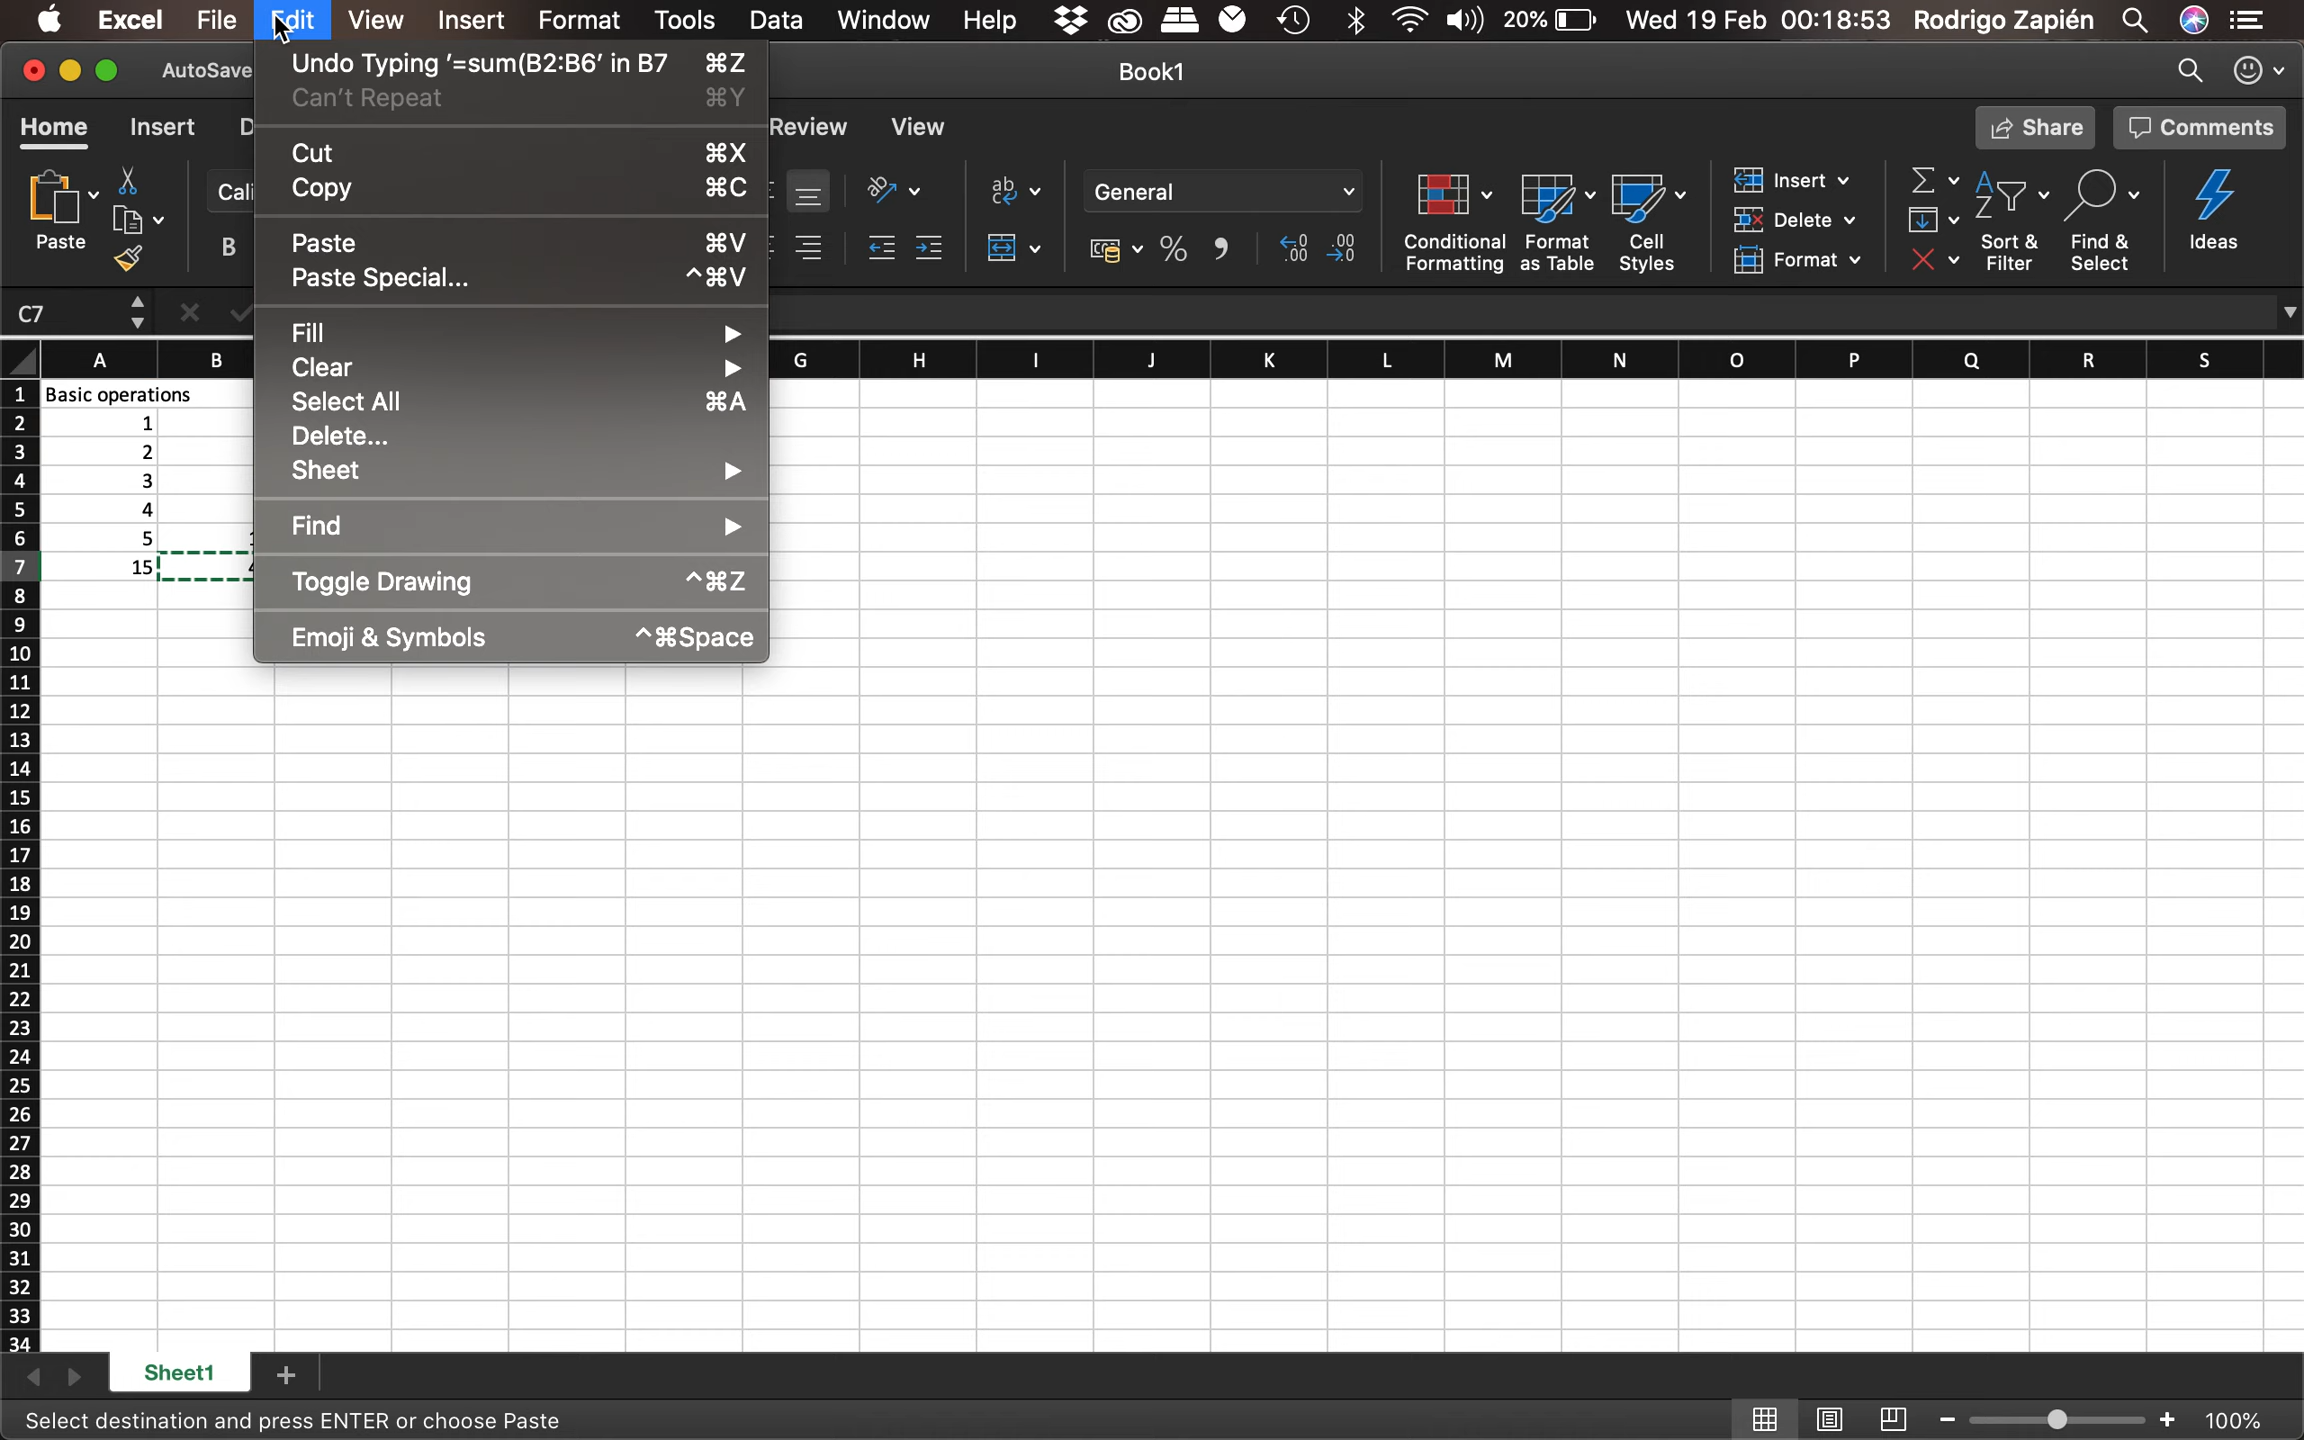 Excel File Edit View Insert Format Tools Data Window Help 20% Wed 19 Feb 00:18:53 Rodrigo Zapién
AutoSave Book1
Undo Typing '=sum(B2:B6' in B7 ⌘Z
Can't Repeat ⌘Y
Cut ⌘X
Copy ⌘C
Paste ⌘V
Paste Special... ^⌘V
Fill ▶
Clear ▶
Select All ⌘A
Delete...
Sheet ▶
Find ▶
Toggle Drawing ^⌘Z
Emoji & Symbols ^⌘Space
Home Insert D Review View Share Comments
Paste
Cali
B
ab
General
% , .00 .00
Conditional Formatting
Format as Table
Cell Styles
Insert
Delete
Format
Σ
Sort & Filter
Find & Select
Ideas
C7
A B G H I J K L M N O P Q R S
1 Basic operations
2 1
3 2
4 3
5 4
6 5 1
7 15 4
8
9
10
11
12
13
14
15
16
17
18
19
20
21
22
23
24
25
26
27
28
29
30
31
32
33
34
Sheet1 +
Select destination and press ENTER or choose Paste − + 100%